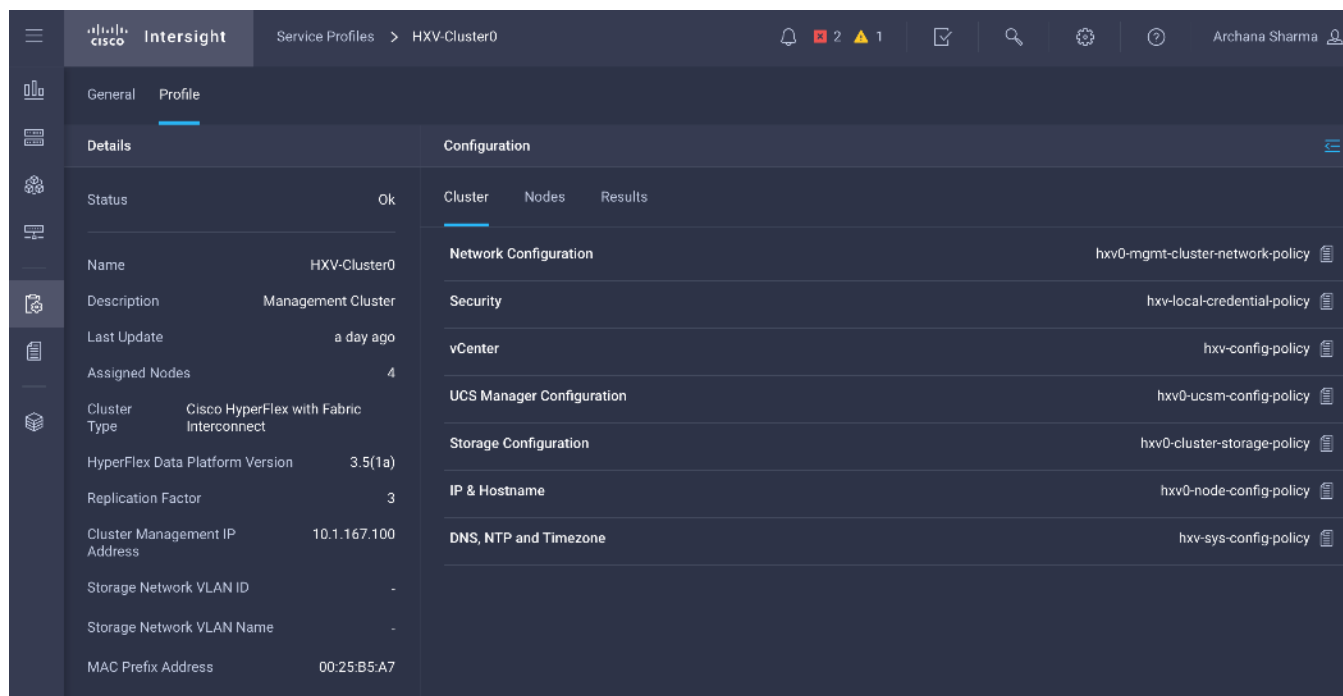 cisco Intersight Service Profiles > HXV-Cluster0 2 1 Archana Sharma
General Profile
Details
Configuration
Status Ok
Cluster Nodes Results
Name HXV-Cluster0
Description Management Cluster
Last Update a day ago
Assigned Nodes 4
Cluster Type Cisco HyperFlex with Fabric Interconnect
HyperFlex Data Platform Version 3.5(1a)
Replication Factor 3
Cluster Management IP Address 10.1.167.100
Storage Network VLAN ID -
Storage Network VLAN Name -
MAC Prefix Address 00:25:B5:A7
Network Configuration hxv0-mgmt-cluster-network-policy
Security hxv-local-credential-policy
vCenter hxv-config-policy
UCS Manager Configuration hxv0-ucsm-config-policy
Storage Configuration hxv0-cluster-storage-policy
IP & Hostname hxv0-node-config-policy
DNS, NTP and Timezone hxv-sys-config-policy